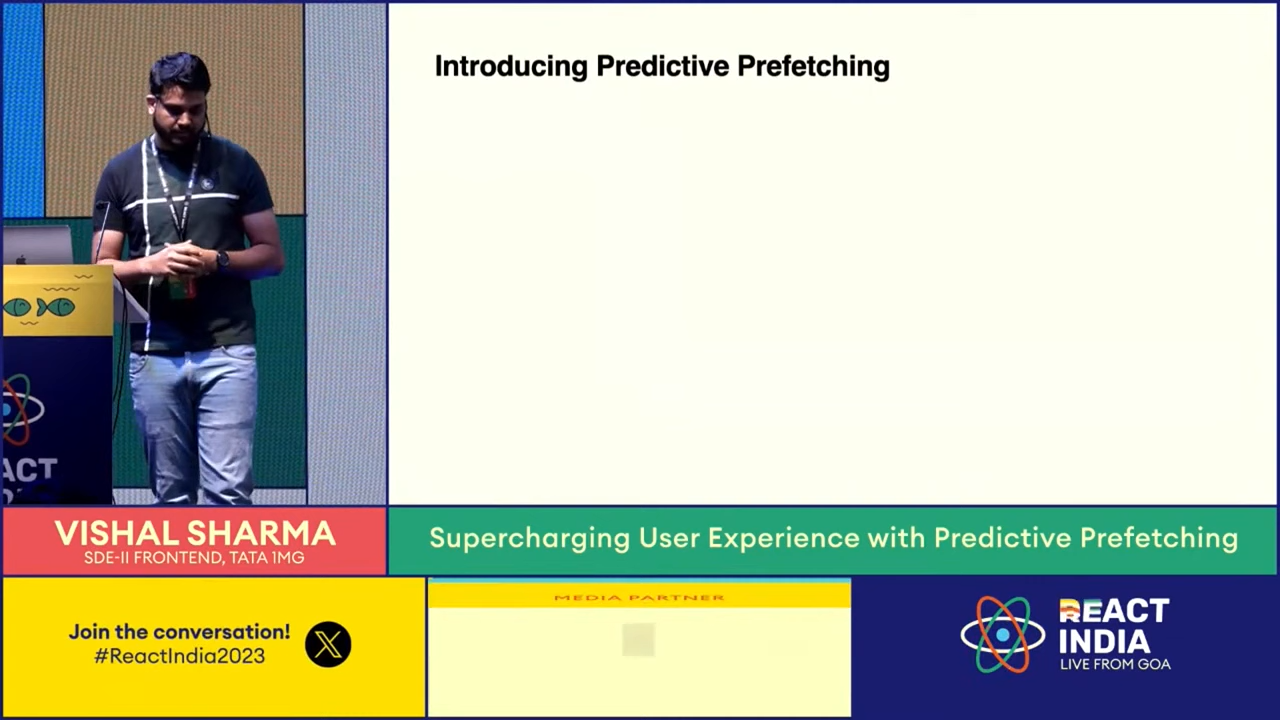 Introducing Predictive Prefetching
ACT
VISHAL SHARMA
SDE-II FRONTEND, TATA 1MG
Supercharging User Experience with Predictive Prefetching
Join the conversation!
#ReactIndia2023
MEDIA PARTNER
REACT
INDIA
LIVE FROM GOA